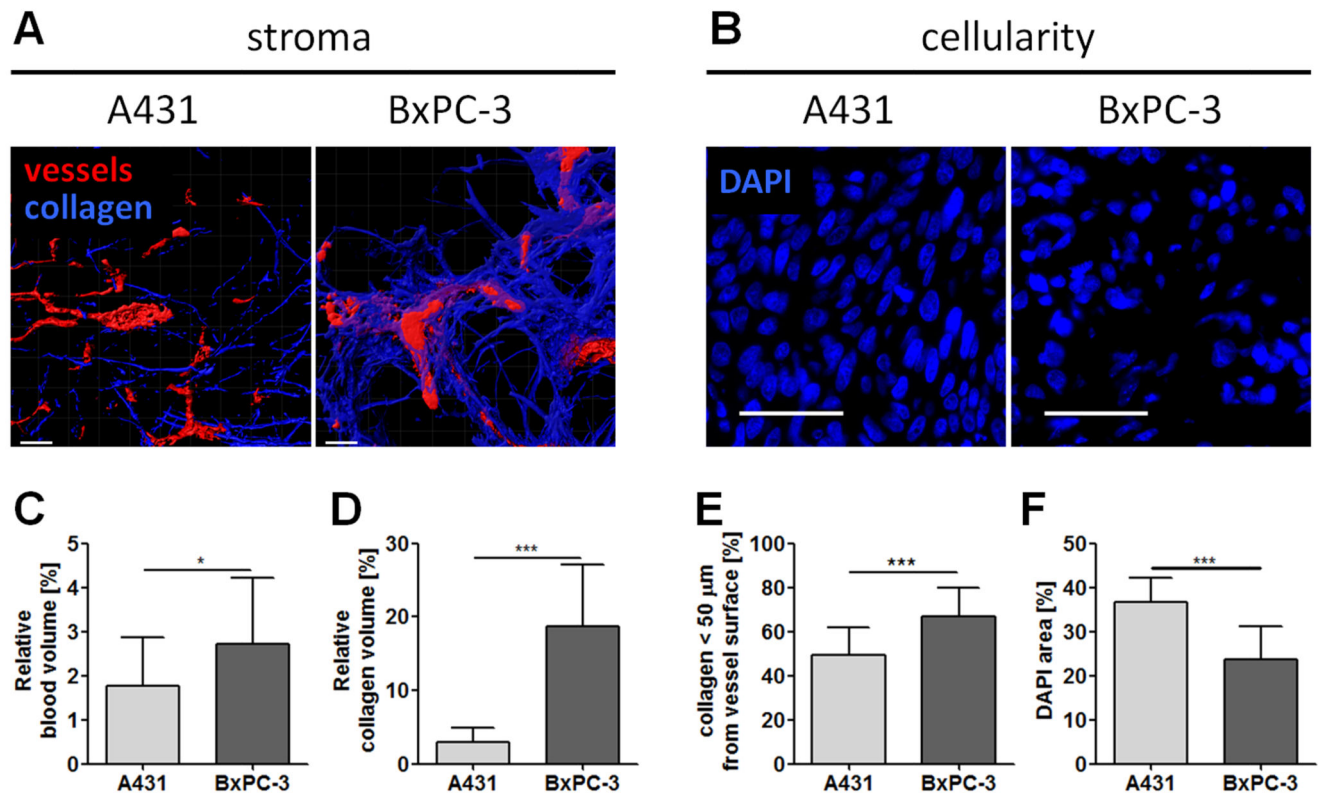 A
stroma
A431
BxPC-3
vessels
collagen
B
cellularity
A431
BxPC-3
DAPI
C
Relative
blood volume [%]
5
4
3
2
1
0
*
A431
BxPC-3
D
Relative
collagen volume [%]
30
20
10
0
***
A431
BxPC-3
E
collagen < 50 µm
from vessel surface [%]
100
80
60
40
20
0
***
A431
BxPC-3
F
DAPI area [%]
50
40
30
20
10
0
***
A431
BxPC-3